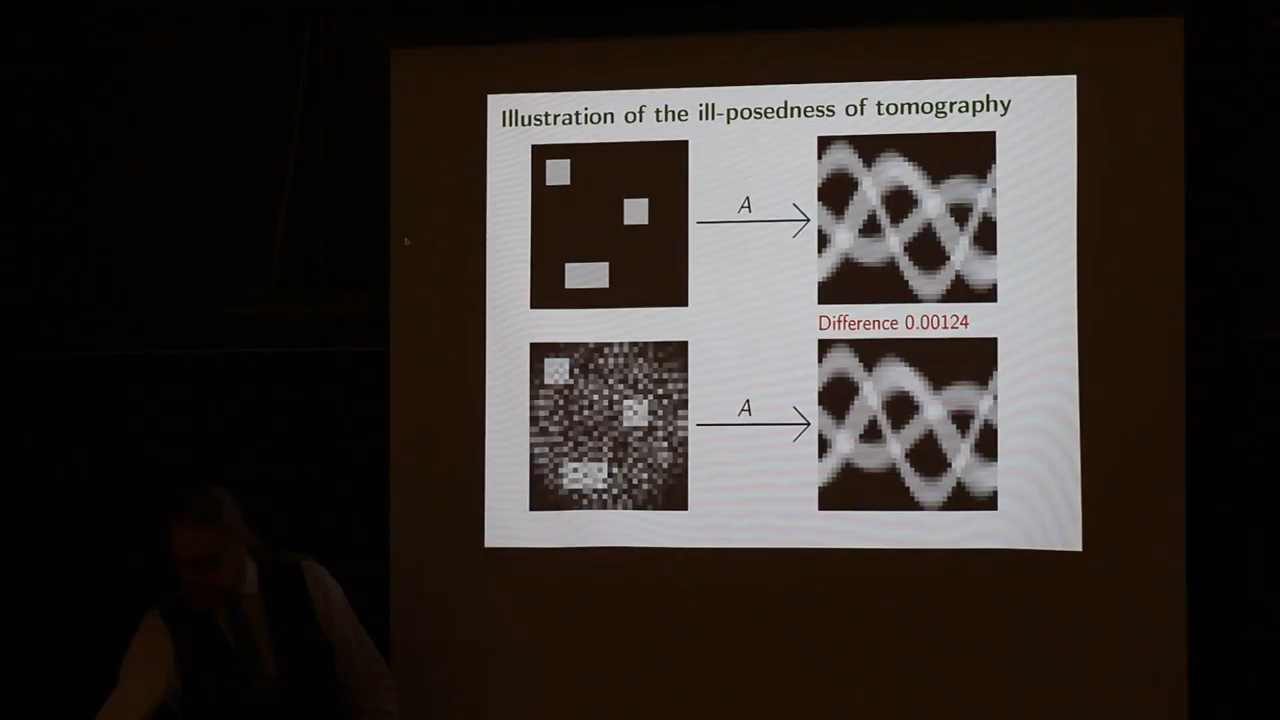 Illustration of the ill-posedness of tomography
A
Difference 0.00124
A